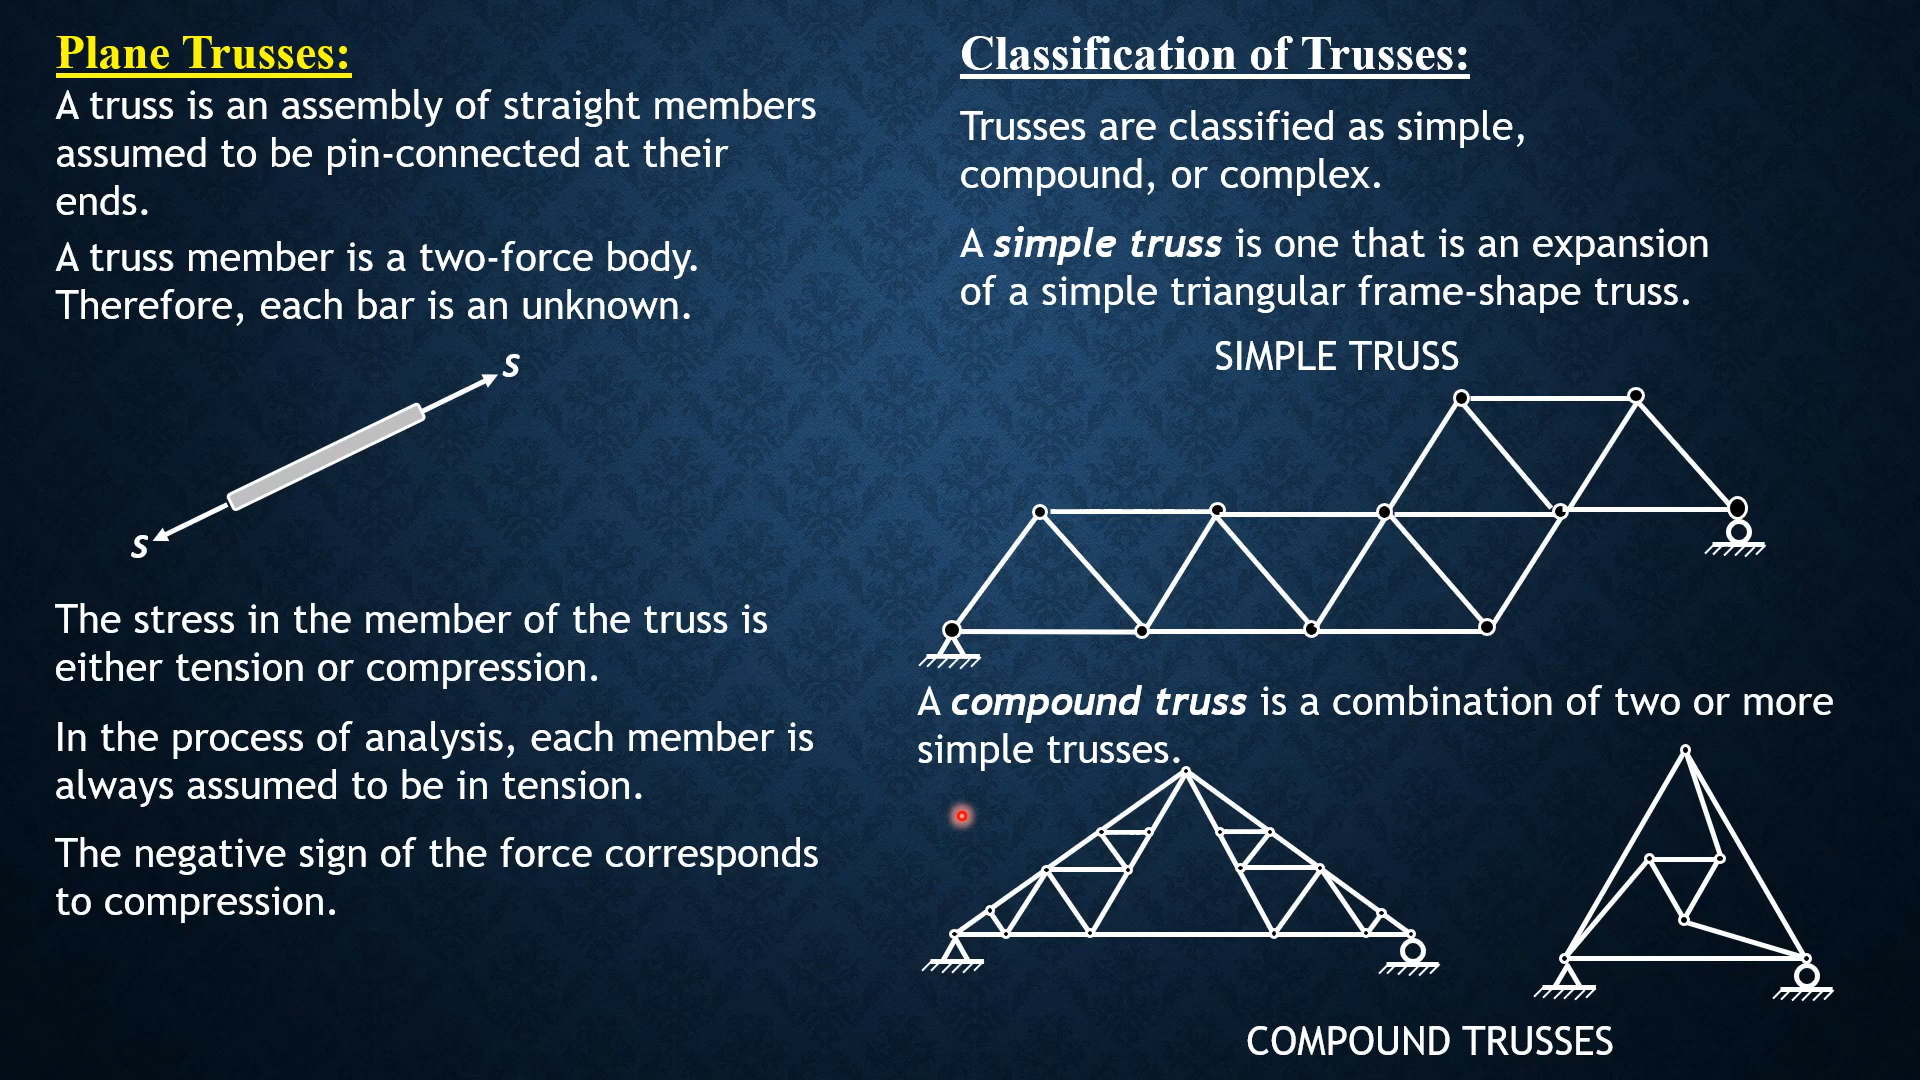 Plane Trusses:
A truss is an assembly of straight members
assumed to be pin-connected at their
ends.
A truss member is a two-force body.
Therefore, each bar is an unknown.
S
S
The stress in the member of the truss is
either tension or compression.
In the process of analysis, each member is
always assumed to be in tension.
The negative sign of the force corresponds
to compression.
Classification of Trusses:
Trusses are classified as simple,
compound, or complex.
A simple truss is one that is an expansion
of a simple triangular frame-shape truss.
SIMPLE TRUSS
A compound truss is a combination of two or more
simple trusses.
COMPOUND TRUSSES